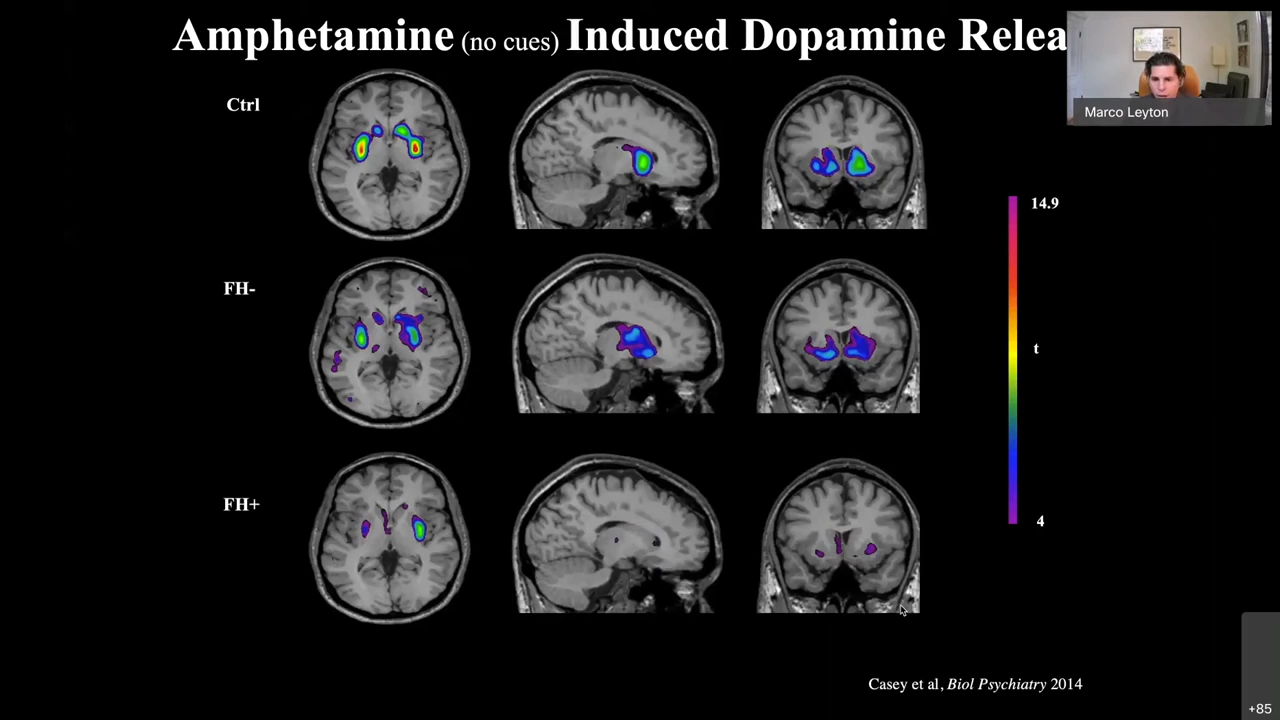 Amphetamine (no cues) Induced Dopamine Relea
Marco Leyton
Ctrl
14.9
FH-
t
FH+
4
Casey et al, Biol Psychiatry 2014
+85